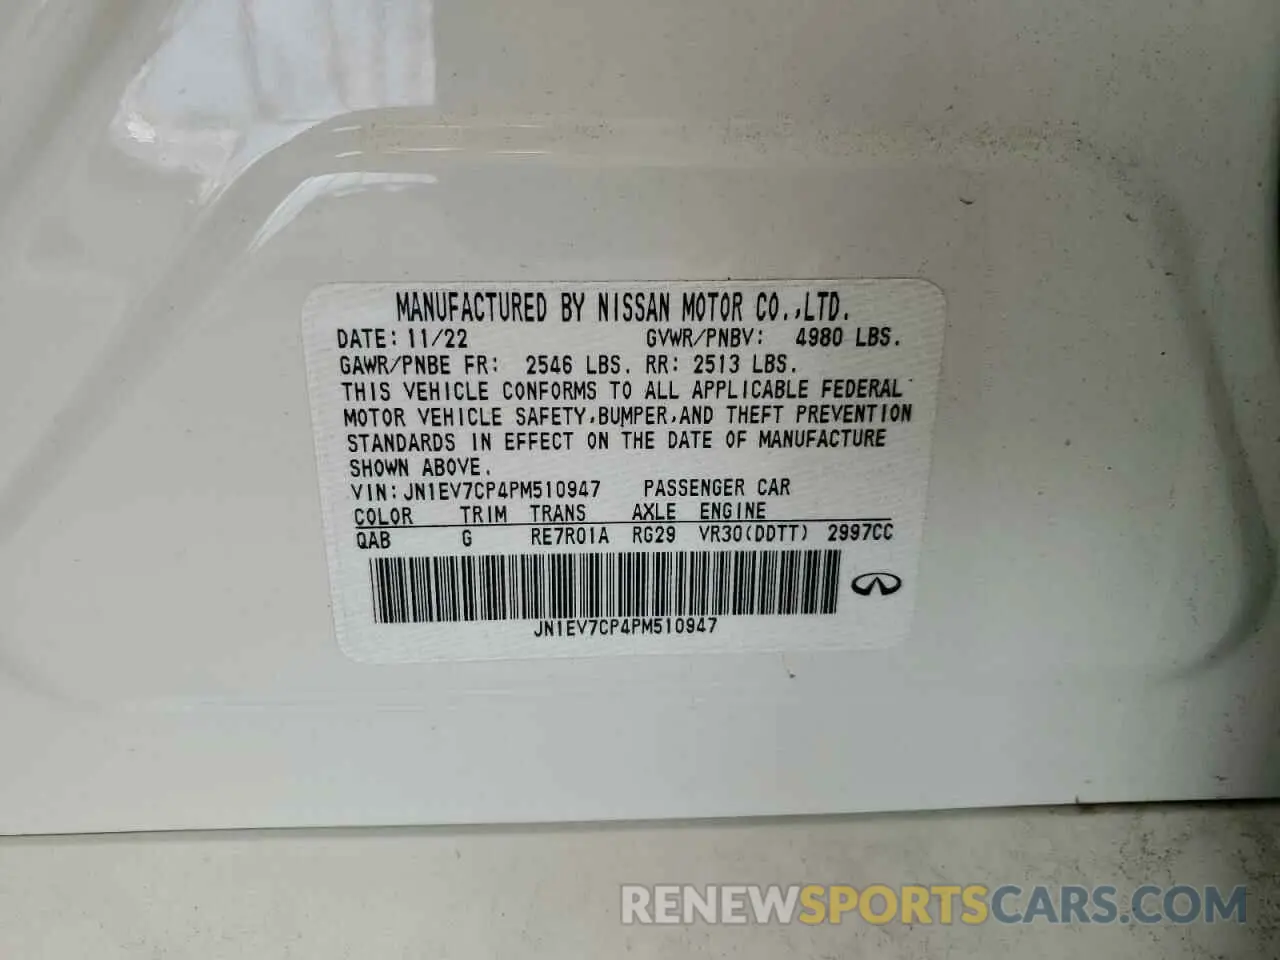 MANUFACTURED BY NISSAN MOTOR CO.,LTD.
DATE: 11/22 GVWR/PNBV: 4980 LBS.
GAWR/PNBE FR: 2546 LBS. RR: 2513 LBS.
THIS VEHICLE CONFORMS TO ALL APPLICABLE FEDERAL
MOTOR VEHICLE SAFETY,BUMPER,AND THEFT PREVENTION
STANDARDS IN EFFECT ON THE DATE OF MANUFACTURE
SHOWN ABOVE.
VIN: JN1EV7CP4PM510947 PASSENGER CAR
COLOR TRIM TRANS AXLE ENGINE
QAB G RE7R01A RG29 VR30(DDTT) 2997CC
JN1EV7CP4PM510947
RENEWSPORTSCARS.COM